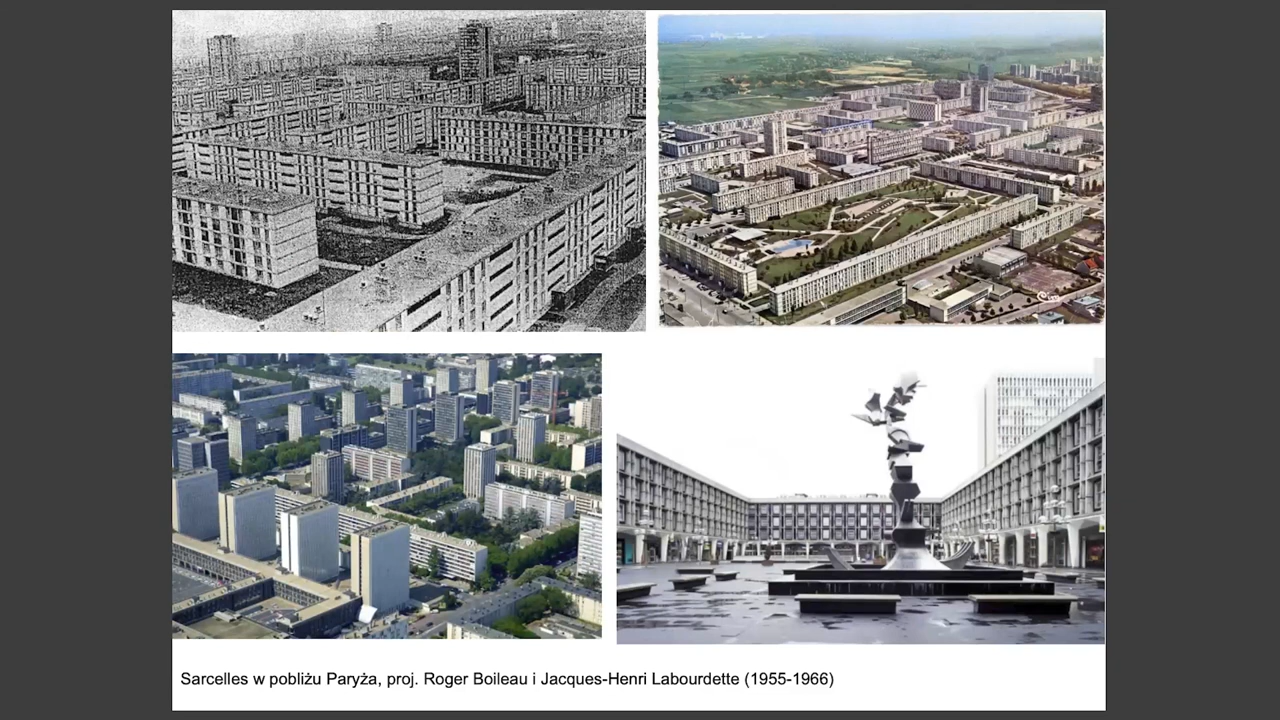 Sarcelles w pobliżu Paryża, proj. Roger Boileau i Jacques-Henri Labourdette (1955-1966)